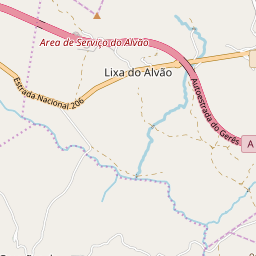 Área de Serviço do Alvão
Lixa do Alvão
Estrada Nacional 206
Autoestrada do Gerês
A